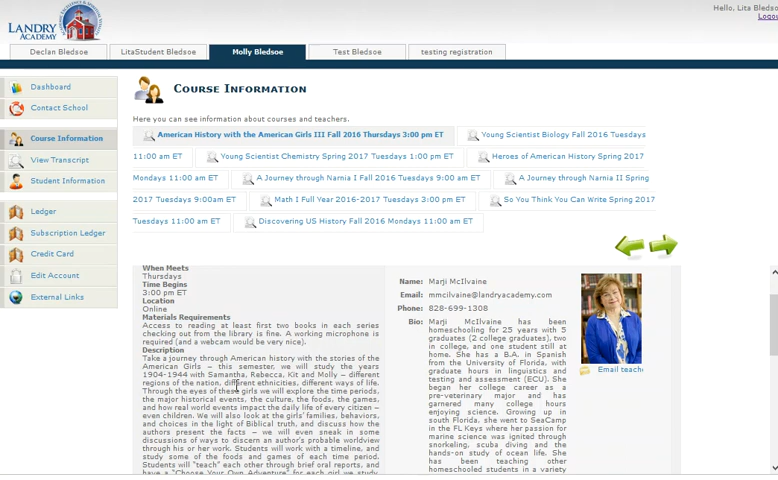 Hello, Lita Bledso
Logou
LANDRY
ACADEMY
Declan Bledsoe
LitaStudent Bledsoe
Molly Bledsoe
Test Bledsoe
testing registration
Dashboard
Contact School
Course Information
View Transcript
Student Information
Ledger
Subscription Ledger
Credit Card
Edit Account
External Links
COURSE INFORMATION
Here you can see information about courses and teachers.
American History with the American Girls III Fall 2016 Thursdays 3:00 pm ET
Young Scientist Biology Fall 2016 Tuesdays
11:00 am ET
Young Scientist Chemistry Spring 2017 Tuesdays 1:00 pm ET
Heroes of American History Spring 2017
Mondays 11:00 am ET
A Journey through Narnia I Fall 2016 Tuesdays 9:00 am ET
A Journey through Narnia II Spring
2017 Tuesdays 9:00am ET
Math I Full Year 2016-2017 Tuesdays 3:00 pm ET
So You Think You Can Write Spring 2017
Tuesdays 11:00 am ET
Discovering US History Fall 2016 Mondays 11:00 am ET
When Meets
Thursdays
Time Begins
3:00 pm ET
Location
Online
Materials Requirements
Access to reading at least first two books in each series
checking out from the library is fine. A working microphone is
required (and a webcam would be very nice).
Description
Take a journey through American history with the stories of the
American Girls – this semester, we will study the years
1904-1944 with Samantha, Rebecca, Kit and Molly – different
regions of the nation, different ethnicities, different ways of life.
Through the eyes of these girls we will explore the time periods,
the major historical events, the culture, the foods, the games,
and how real world events impact the daily life of every citizen –
even children. We will also look at the girls' families, behaviors,
and choices in the light of Biblical truth, and discuss how the
authors present the facts – we will even sneak in some
discussions of ways to discern an author's probable worldview
through his or her work. Students will work with a timeline, and
study some of the foods and games of each time period.
Students will "teach" each other through brief oral reports, and
have a "Choose Your Own Adventure" for each girl we study
Name: Marji McIlvaine
Email: mmcilvaine@landryacademy.com
Phone: 828-699-1308
Bio: Marji McIlvaine has been
homeschooling for 25 years with 5
graduates (2 college graduates), two
in college, and one student still at
home. She has a B.A. in Spanish
from the University of Florida, with
graduate hours in linguistics and
testing and assessment (ECU). She
began her college career as a
pre-veterinary major and has
garnered many college hours
enjoying science. Growing up in
south Florida, she went to SeaCamp
in the FL Keys where her passion for
marine science was ignited through
snorkeling, scuba diving and the
hands-on study of ocean life. She
has been teaching other
homeschooled students in a variety
Email teach